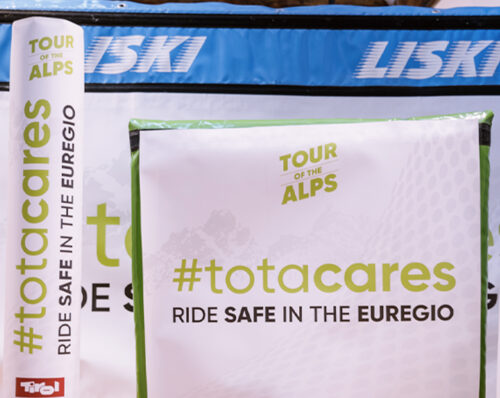 LISKI
LISKI
TOUR
OF THE
ALPS
#totacares
RIDE SAFE IN THE EUREGIO
Tirol
TOUR
OF THE
ALPS
#totacares
RIDE SAFE IN THE EUREGIO